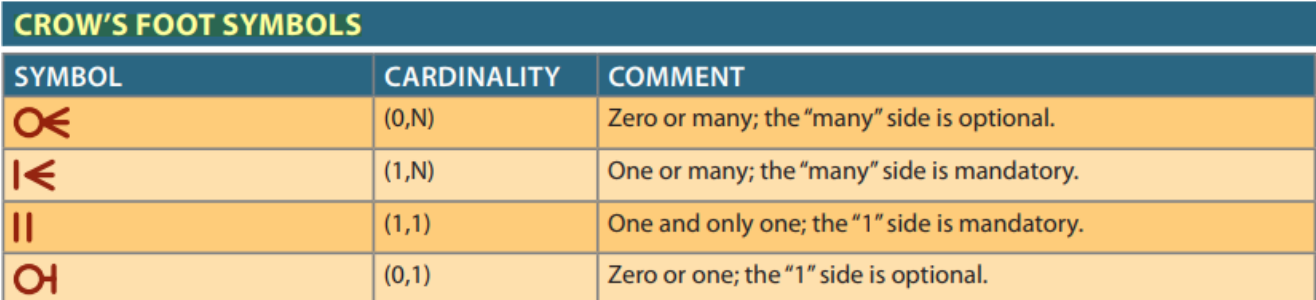 CROW'S FOOT SYMBOLS
SYMBOL CARDINALITY COMMENT
(0,N) Zero or many; the “many” side is optional.
(1,N) One or many; the “many” side is mandatory.
(1,1) One and only one; the “1” side is mandatory.
(0,1) Zero or one; the “1” side is optional.